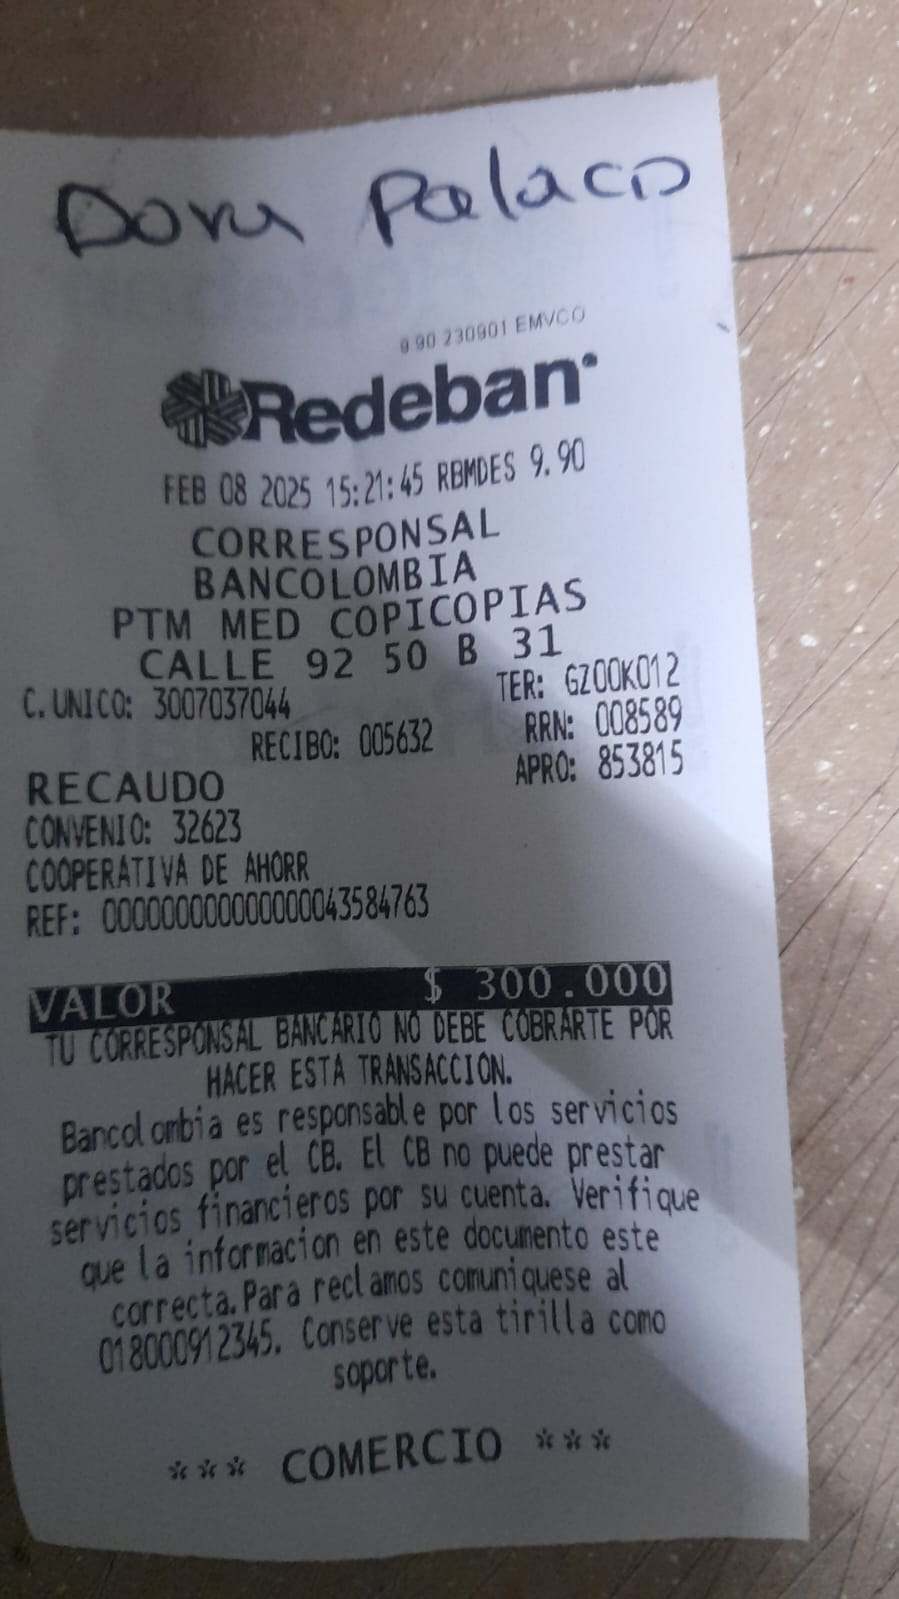 Dora Palacio
9.90 230901 EMVCO
Redeban
FEB 08 2025 15:21:45 RBMDES 9.90
CORRESPONSAL
BANCOLOMBIA
PTM MED COPICOPIAS
CALLE 92 50 B 31
C. UNICO: 3007037044 TER: GZ00K012
RECIBO: 005632 RRN: 008589
RECAUDO APRO: 853815
CONVENIO: 32623
COOPERATIVA DE AHORR
REF: 000000000000000043584763
VALOR $ 300.000
TU CORRESPONSAL BANCARIO NO DEBE COBRARTE POR
HACER ESTA TRANSACCION.
Bancolombia es responsable por los servicios
prestados por el CB. El CB no puede prestar
servicios financieros por su cuenta. Verifique
que la informacion en este documento este
correcta. Para reclamos comuniquese al
018000912345. Conserve esta tirilla como
soporte.
*** COMERCIO ***